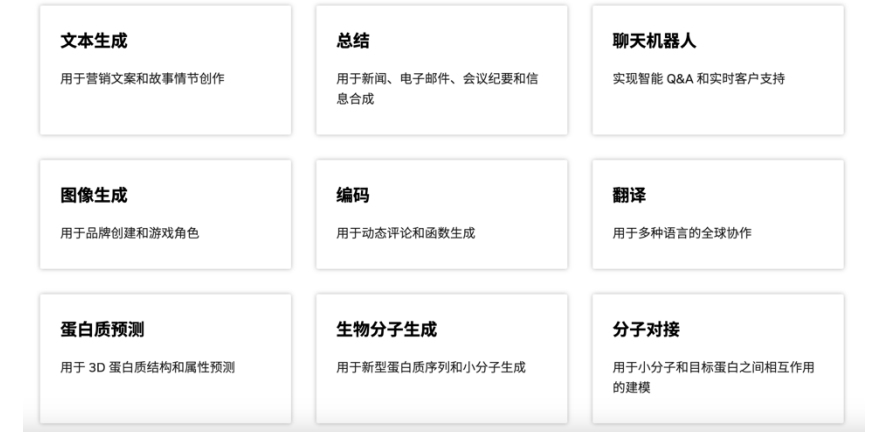 文本生成
用于营销文案和故事情节创作
总结
用于新闻、电子邮件、会议纪要和信
息合成
聊天机器人
实现智能 Q&A 和实时客户支持
图像生成
用于品牌创建和游戏角色
编码
用于动态评论和函数生成
翻译
用于多种语言的全球协作
蛋白质预测
用于 3D 蛋白质结构和属性预测
生物分子生成
用于新型蛋白质序列和小分子生成
分子对接
用于小分子和目标蛋白之间相互作用
的建模